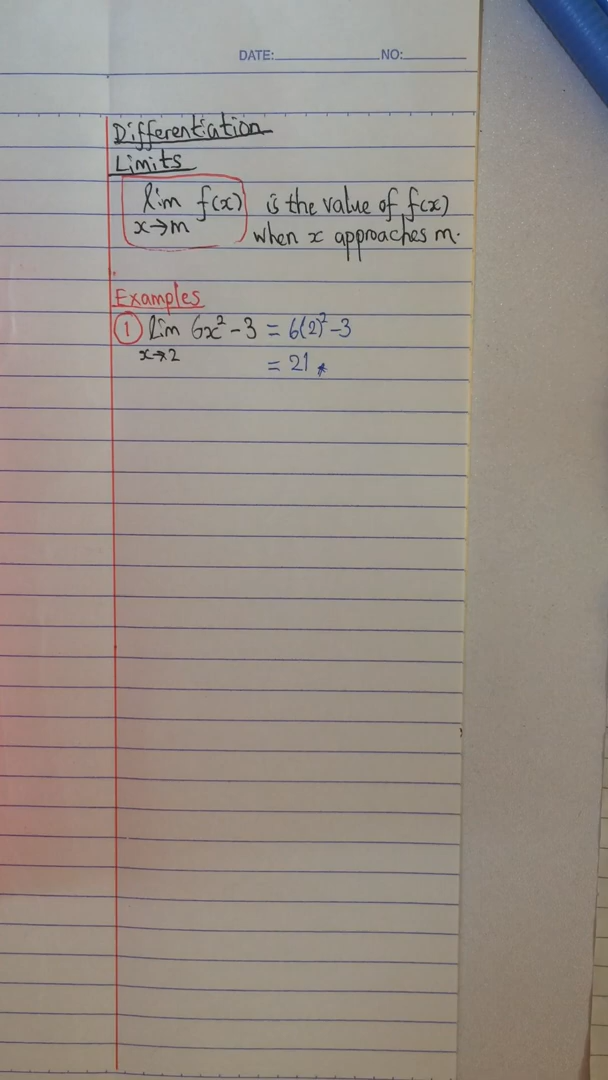 DATE: NO:
Differentiation
Limits
lim f(x) is the value of f(x)
x→m when x approaches m.
Examples
① lim 6x² - 3 = 6(2)² - 3
x→2 = 21